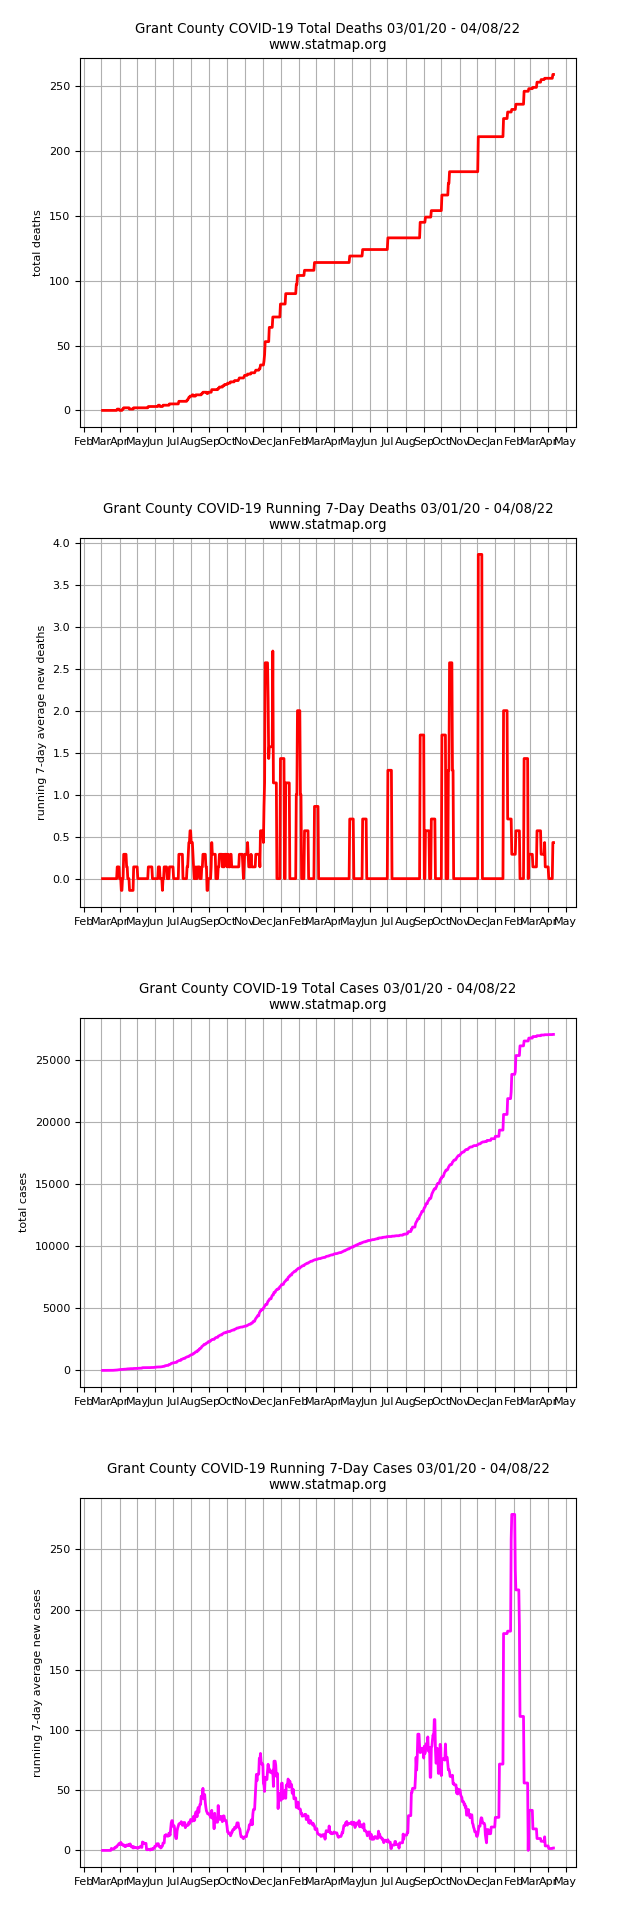 Grant County COVID-19 Total Deaths 03/01/20 - 04/08/22
www.statmap.org
250
200
150
100
50
0
total deaths
Feb Mar Apr May Jun Jul Aug Sep Oct Nov Dec Jan Feb Mar Apr May Jun Jul Aug Sep Oct Nov Dec Jan Feb Mar Apr May
Grant County COVID-19 Running 7-Day Deaths 03/01/20 - 04/08/22
www.statmap.org
4.0
3.5
3.0
2.5
2.0
1.5
1.0
0.5
0.0
running 7-day average new deaths
Feb Mar Apr May Jun Jul Aug Sep Oct Nov Dec Jan Feb Mar Apr May Jun Jul Aug Sep Oct Nov Dec Jan Feb Mar Apr May
Grant County COVID-19 Total Cases 03/01/20 - 04/08/22
www.statmap.org
25000
20000
15000
10000
5000
0
total cases
Feb Mar Apr May Jun Jul Aug Sep Oct Nov Dec Jan Feb Mar Apr May Jun Jul Aug Sep Oct Nov Dec Jan Feb Mar Apr May
Grant County COVID-19 Running 7-Day Cases 03/01/20 - 04/08/22
www.statmap.org
250
200
150
100
50
0
running 7-day average new cases
Feb Mar Apr May Jun Jul Aug Sep Oct Nov Dec Jan Feb Mar Apr May Jun Jul Aug Sep Oct Nov Dec Jan Feb Mar Apr May